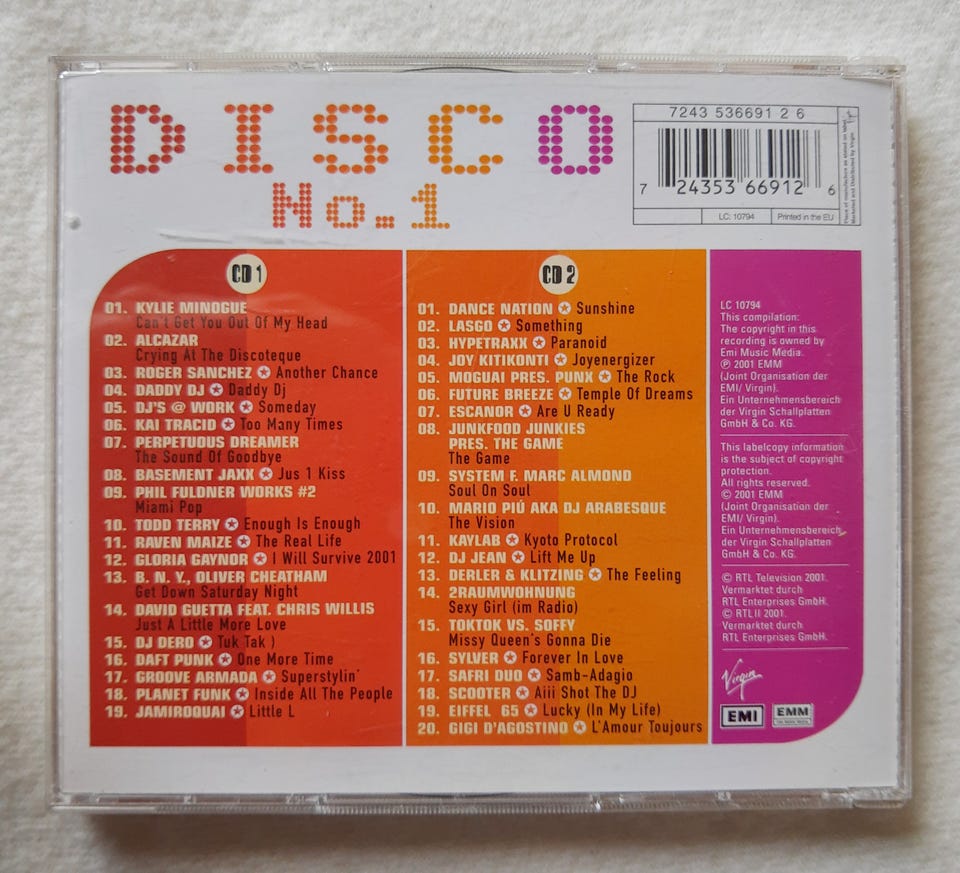 DISCO
No.1
7243 536691 2 6
7 24353 66912 6
LC: 10794
Printed in the EU
CD 1
01. KYLIE MINOGUE
Can't Get You Out Of My Head
02. ALCAZAR
Crying At The Discoteque
03. ROGER SANCHEZ Another Chance
04. DADDY DJ Daddy Dj
05. DJ'S @ WORK Someday
06. KAI TRACID Too Many Times
07. PERPETUOUS DREAMER
The Sound Of Goodbye
08. BASEMENT JAXX Jus 1 Kiss
09. PHIL FULDNER WORKS #2
Miami Pop
10. TODD TERRY Enough Is Enough
11. RAVEN MAIZE The Real Life
12. GLORIA GAYNOR I Will Survive 2001
13. B. N. Y., OLIVER CHEATHAM
Get Down Saturday Night
14. DAVID GUETTA FEAT. CHRIS WILLIS
Just A Little More Love
15. DJ DERO Tuk Tak )
16. DAFT PUNK One More Time
17. GROOVE ARMADA Superstylin'
18. PLANET FUNK Inside All The People
19. JAMIROQUAI Little L
CD 2
01. DANCE NATION Sunshine
02. LASGO Something
03. HYPETRAXX Paranoid
04. JOY KITIKONTI Joyenergizer
05. MOGUAI PRES. PUNX The Rock
06. FUTURE BREEZE Temple Of Dreams
07. ESCANOR Are U Ready
08. JUNKFOOD JUNKIES
PRES. THE GAME
The Game
09. SYSTEM F. MARC ALMOND
Soul On Soul
10. MARIO PIÚ AKA DJ ARABESQUE
The Vision
11. KAYLAB Kyoto Protocol
12. DJ JEAN Lift Me Up
13. DERLER & KLITZING The Feeling
14. 2RAUMWOHNUNG
Sexy Girl (im Radio)
15. TOKTOK VS. SOFFY
Missy Queen's Gonna Die
16. SYLVER Forever In Love
17. SAFRI DUO Samb-Adagio
18. SCOOTER Aiii Shot The DJ
19. EIFFEL 65 Lucky (In My Life)
20. GIGI D'AGOSTINO L'Amour Toujours
LC 10794
This compilation:
The copyright in this
recording is owned by
Emi Music Media.
℗ 2001 EMM
(Joint Organisation der
EMI/ Virgin).
Ein Unternehmensbereich
der Virgin Schallplatten
GmbH & Co. KG.
This labelcopy information
is the subject of copyright
protection.
All rights reserved.
© 2001 EMM
(Joint Organisation der
EMI/ Virgin).
Ein Unternehmensbereich
der Virgin Schallplatten
GmbH & Co. KG.
© RTL Television 2001.
Vermarktet durch
RTL Enterprises GmbH.
© RTL II 2001.
Vermarktet durch
RTL Enterprises GmbH.
Virgin
EMI
EMM